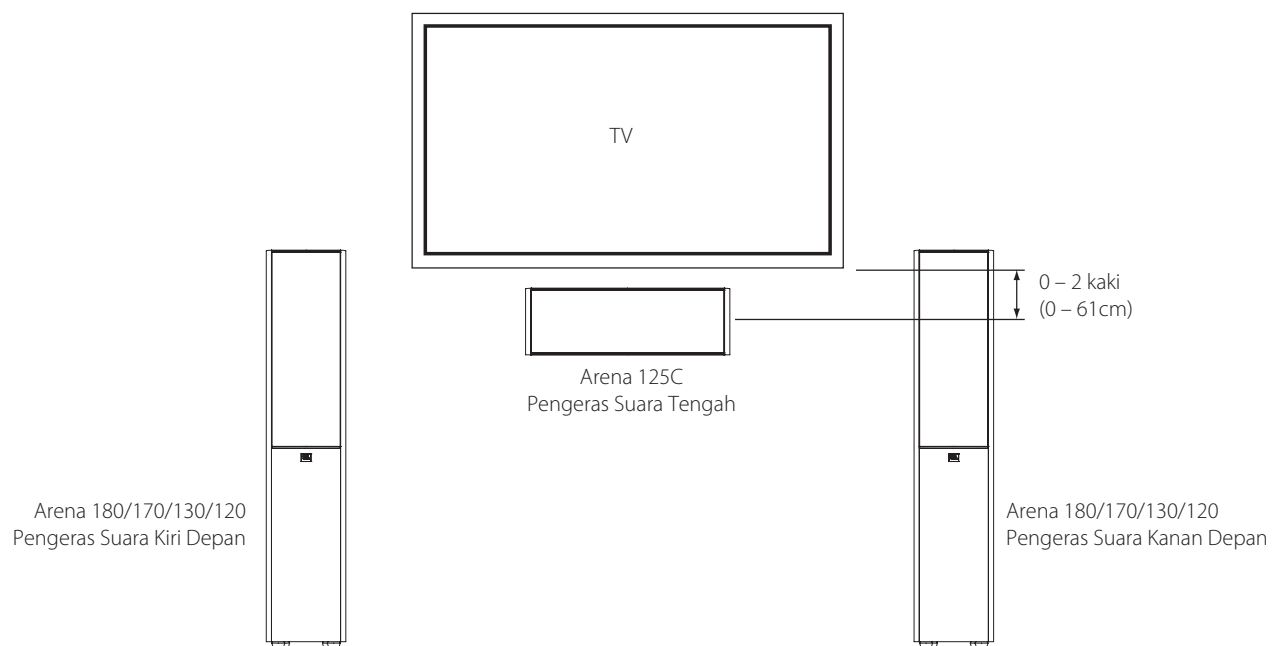 TV
0 – 2 kaki
(0 – 61cm)
Arena 125C
Pengeras Suara Tengah
Arena 180/170/130/120
Pengeras Suara Kiri Depan
Arena 180/170/130/120
Pengeras Suara Kanan Depan